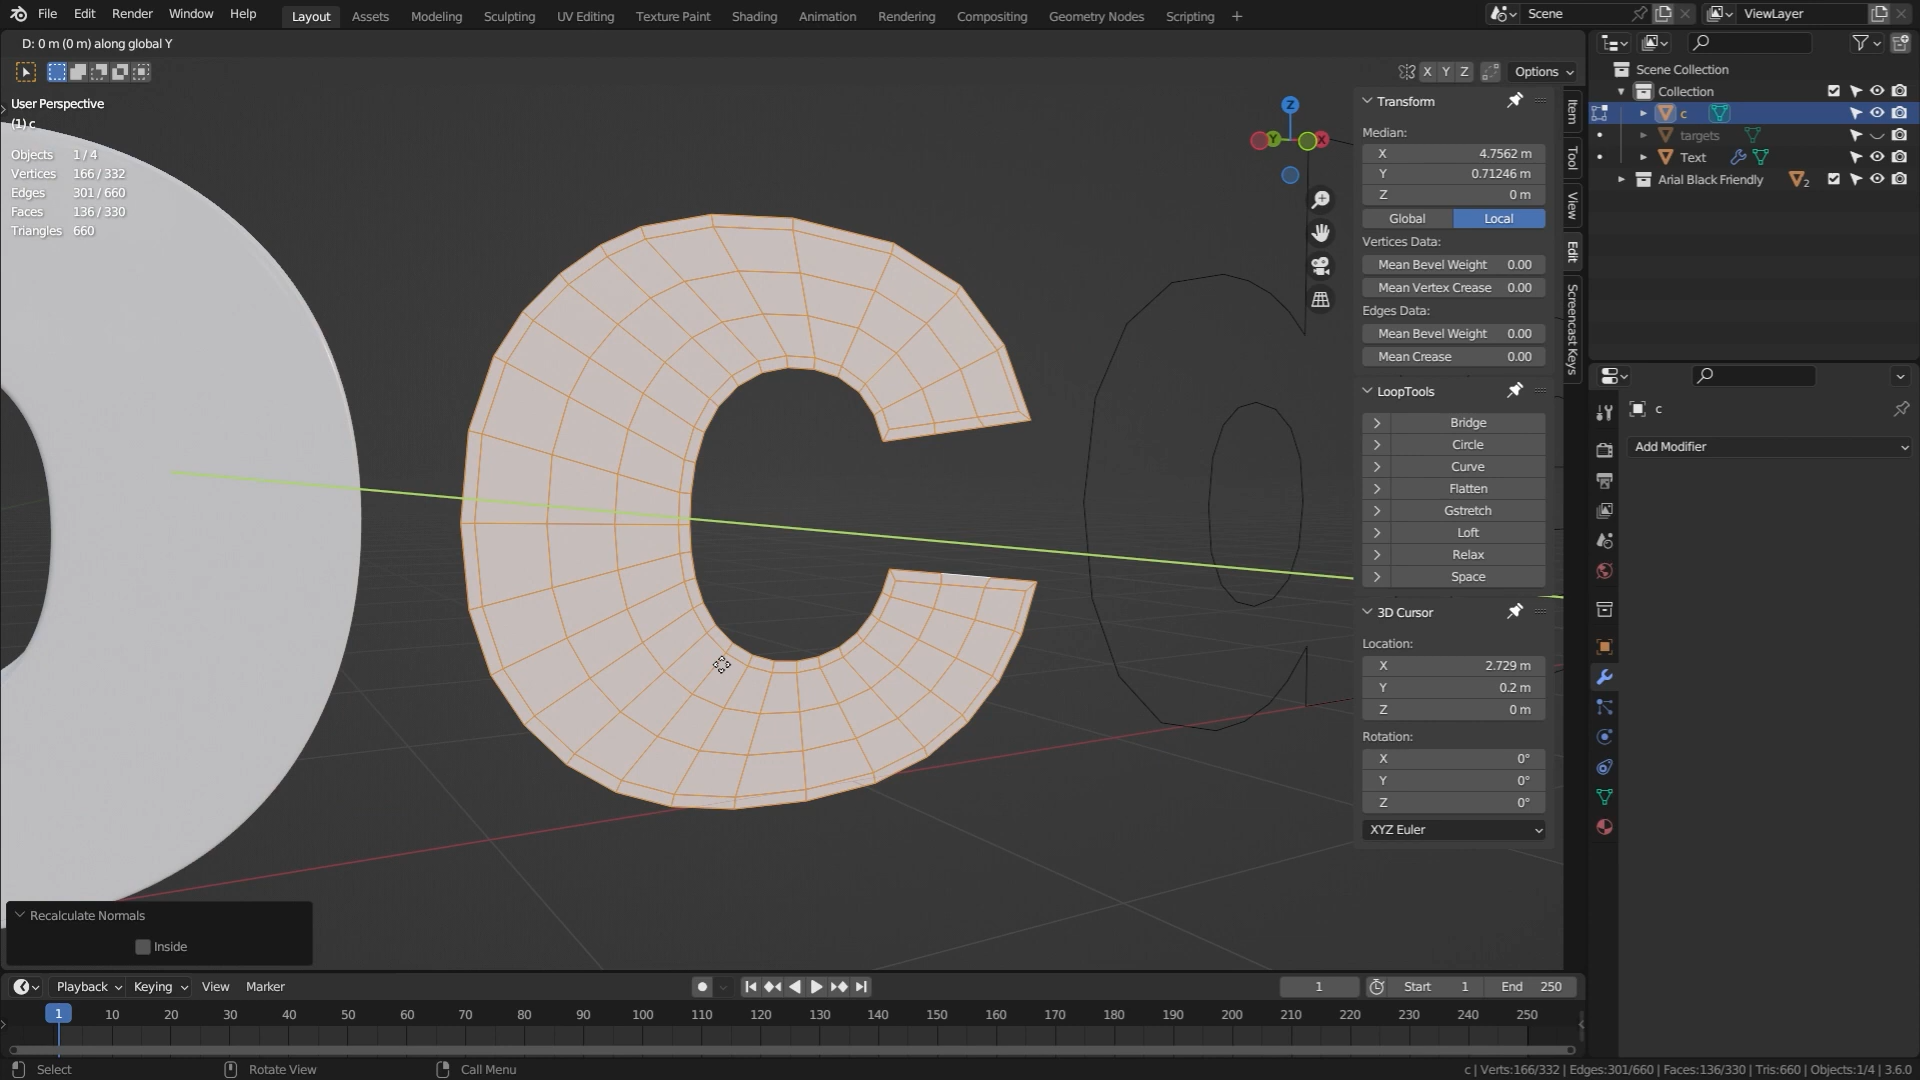 File Edit Render Window Help Layout Assets Modeling Sculpting UV Editing Texture Paint Shading Animation Rendering Compositing Geometry Nodes Scripting + Scene ViewLayer
D: 0 m (0 m) along global Y
X Y Z Options
User Perspective
(1) c
Objects 1 / 4
Vertices 166 / 332
Edges 301 / 660
Faces 136 / 330
Triangles 660
Z
Y
X
Transform
Median:
X 4.7562 m
Y 0.71246 m
Z 0 m
Global Local
Vertices Data:
Mean Bevel Weight 0.00
Mean Vertex Crease 0.00
Edges Data:
Mean Bevel Weight 0.00
Mean Crease 0.00
LoopTools
Bridge
Circle
Curve
Flatten
Gstretch
Loft
Relax
Space
3D Cursor
Location:
X 2.729 m
Y 0.2 m
Z 0 m
Rotation:
X 0°
Y 0°
Z 0°
XYZ Euler
Item
Tool
View
Edit
Screencast Keys
Scene Collection
Collection
c
targets
Text
Arial Black Friendly 2
c
Add Modifier
Recalculate Normals
Inside
Playback Keying View Marker 1 Start 1 End 250
1 10 20 30 40 50 60 70 80 90 100 110 120 130 140 150 160 170 180 190 200 210 220 230 240 250
Select Rotate View Call Menu c | Verts:166/332 | Edges:301/660 | Faces:136/330 | Tris:660 | Objects:1/4 | 3.6.0